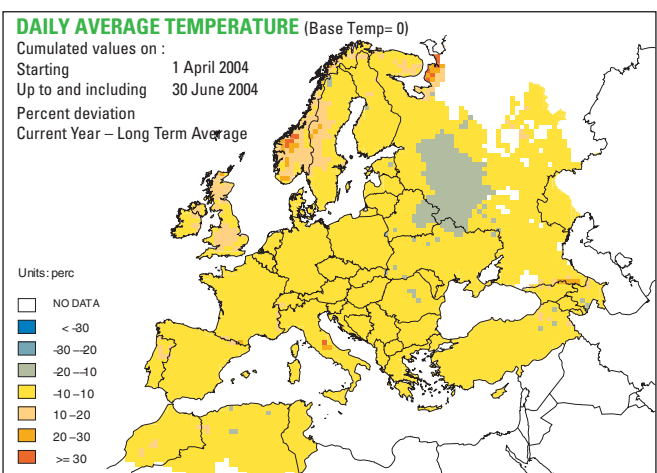 DAILY AVERAGE TEMPERATURE (Base Temp= 0)
Cumulated values on :
Starting 1 April 2004
Up to and including 30 June 2004
Percent deviation
Current Year – Long Term Average
Units: perc
NO DATA
< -30
-30 –-20
-20 –-10
-10 –10
10 –20
20 –30
>= 30